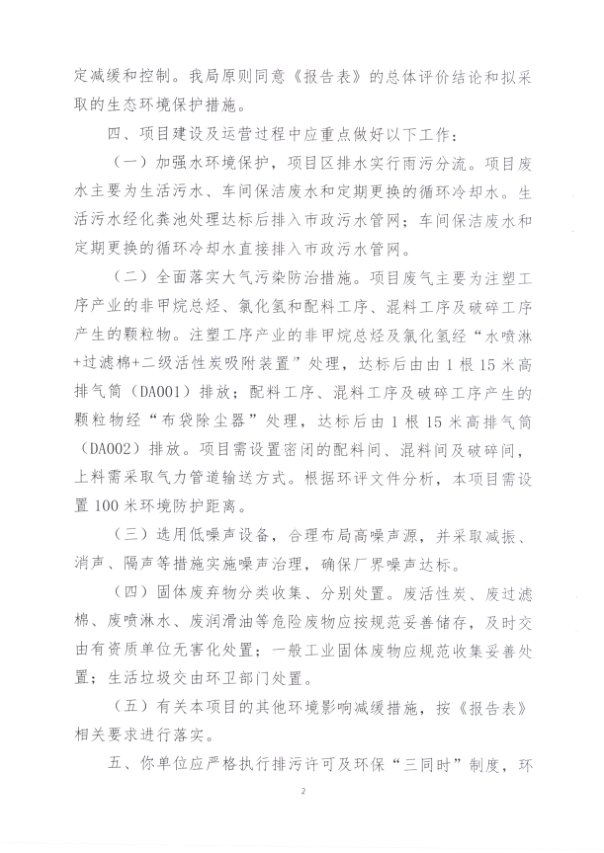 定减缓和控制。我局原则同意《报告表》的总体评价结论和拟采
取的生态环境保护措施。
四、项目建设及运营过程中应重点做好以下工作：
（一）加强水环境保护，项目区排水实行雨污分流。项目废
水主要为生活污水、车间保洁废水和定期更换的循环冷却水。生
活污水经化粪池处理达标后排入市政污水管网；车间保洁废水和
定期更换的循环冷却水直接排入市政污水管网。
（二）全面落实大气污染防治措施。项目废气主要为注塑工
序产业的非甲烷总烃、氯化氢和配料工序、混料工序及破碎工序
产生的颗粒物。注塑工序产业的非甲烷总烃及氯化氢经“水喷淋
+过滤棉+二级活性炭吸附装置”处理，达标后由由 1 根 15 米高
排气筒（DA001）排放；配料工序、混料工序及破碎工序产生的
颗粒物经“布袋除尘器”处理，达标后由 1 根 15 米高排气筒
（DA002）排放。项目需设置密闭的配料间、混料间及破碎间，
上料需采取气力管道输送方式。根据环评文件分析，本项目需设
置 100 米环境防护距离。
（三）选用低噪声设备，合理布局高噪声源，并采取减振、
消声、隔声等措施实施噪声治理，确保厂界噪声达标。
（四）固体废弃物分类收集、分别处置。废活性炭、废过滤
棉、废喷淋水、废润滑油等危险废物应按规范妥善储存，及时交
由有资质单位无害化处置；一般工业固体废物应规范收集妥善处
置；生活垃圾交由环卫部门处置。
（五）有关本项目的其他环境影响减缓措施，按《报告表》
相关要求进行落实。
五、你单位应严格执行排污许可及环保“三同时”制度，环
2